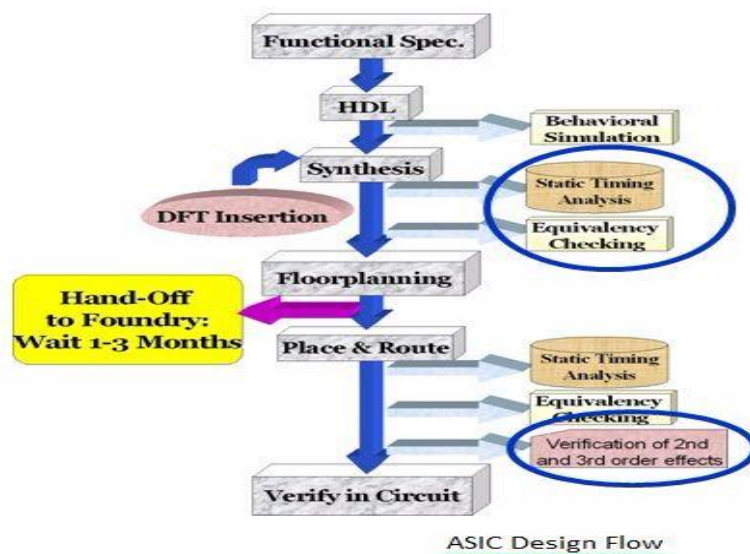 Functional Spec.
HDL
Behavioral
Simulation
Synthesis
Static Timing
Analysis
DFT Insertion
Equivalency
Checking
Floorplanning
Hand-Off
to Foundry:
Wait 1-3 Months
Place & Route
Static Timing
Analysis
Equivalency
Checking
Verification of 2nd
and 3rd order effects
Verify in Circuit
ASIC Design Flow